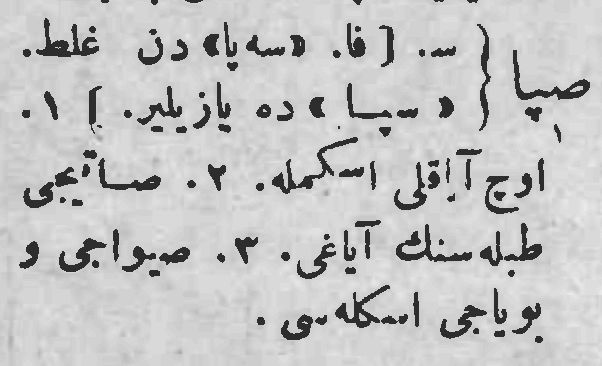 صپا { سـ. [ فا. «سه‌پا» دن غلط.
«سپا» ده یازیلیر. ] ۱.
اوچ آیاقلی اسکمله. ۲. صاتیجی
طبله‌سنك آیاغی. ۳. صیواجی و
بویاجی اسکله‌سی.